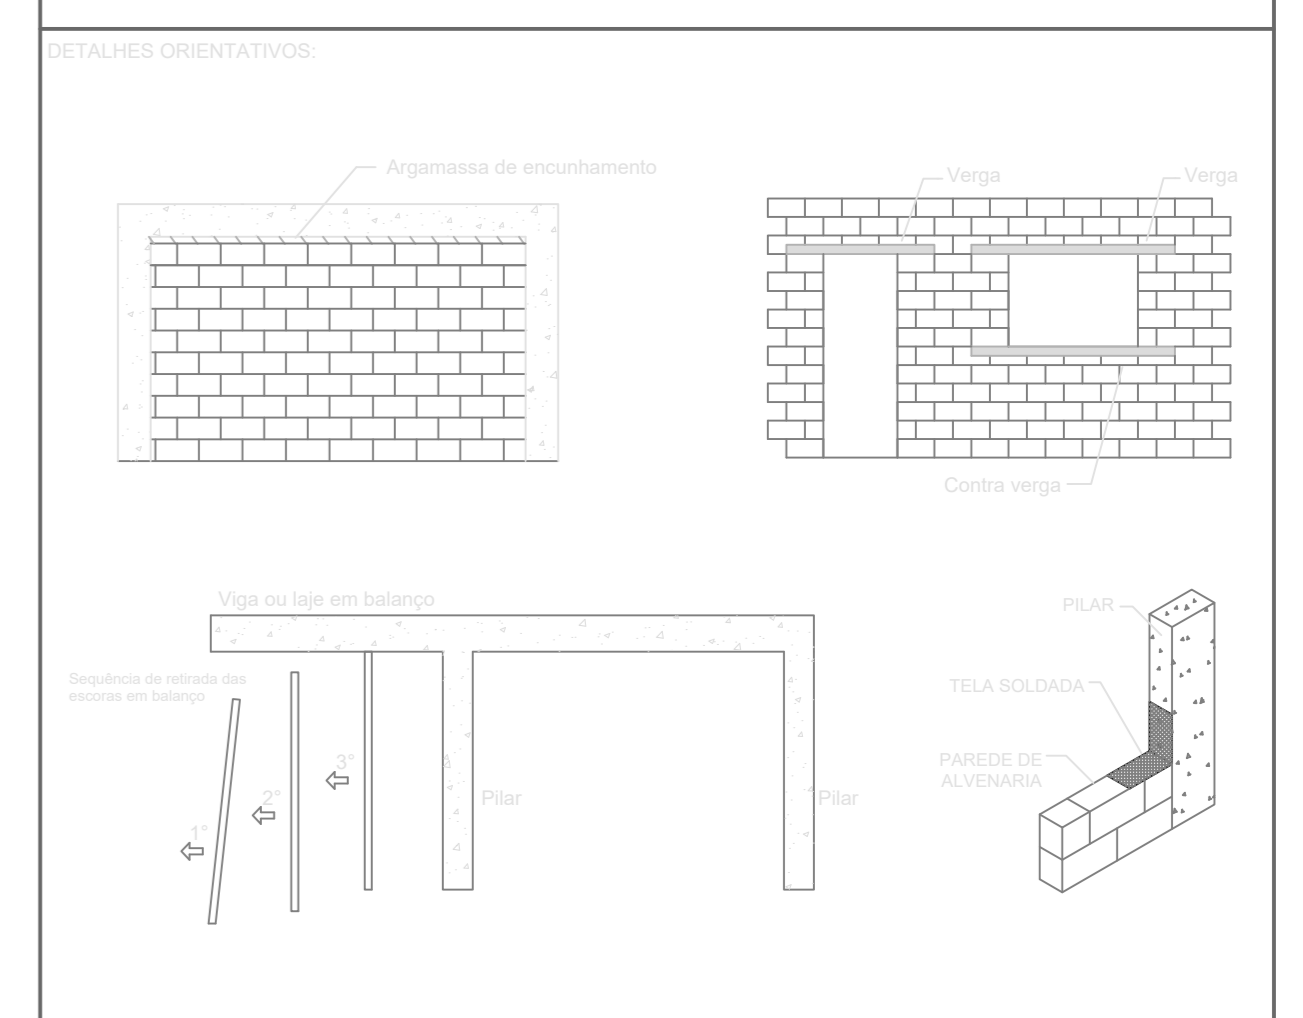 DETALHES ORIENTATIVOS:
Argamassa de encunhamento
Verga
Verga
Contra verga
Viga ou laje em balanço
Sequência de retirada das
escoras em balanço
1°
2°
3°
Pilar
Pilar
PILAR
TELA SOLDADA
PAREDE DE
ALVENARIA